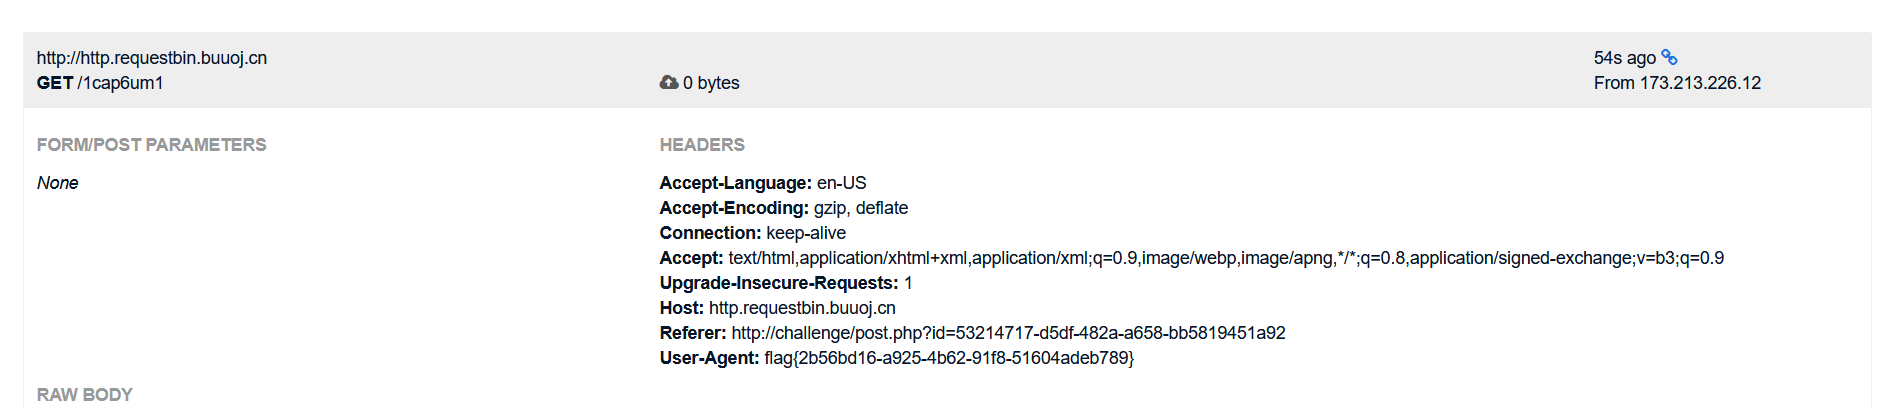 http://http.requestbin.buuoj.cn
GET /1cap6um1
0 bytes
54s ago
From 173.213.226.12
FORM/POST PARAMETERS
None
HEADERS
Accept-Language: en-US
Accept-Encoding: gzip, deflate
Connection: keep-alive
Accept: text/html,application/xhtml+xml,application/xml;q=0.9,image/webp,image/apng,*/*;q=0.8,application/signed-exchange;v=b3;q=0.9
Upgrade-Insecure-Requests: 1
Host: http.requestbin.buuoj.cn
Referer: http://challenge/post.php?id=53214717-d5df-482a-a658-bb5819451a92
User-Agent: flag{2b56bd16-a925-4b62-91f8-51604adeb789}
RAW BODY